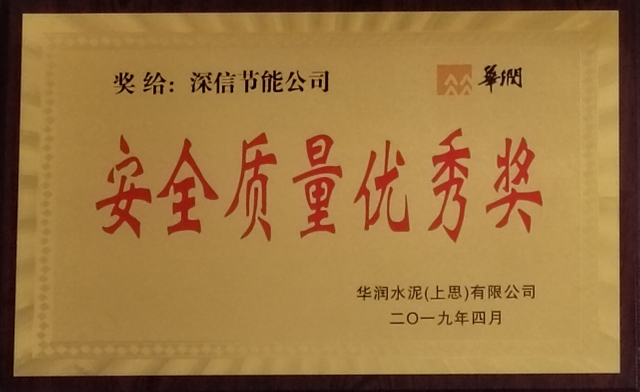 奖给：深信节能公司
華潤
安全质量优秀奖
华润水泥(上思)有限公司
二〇一九年四月